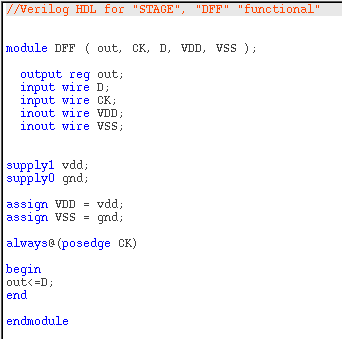 //Verilog HDL for "STAGE", "DFF" "functional"
module DFF ( out, CK, D, VDD, VSS );
output reg out;
input wire D;
input wire CK;
inout wire VDD;
inout wire VSS;
supply1 vdd;
supply0 gnd;
assign VDD = vdd;
assign VSS = gnd;
always@(posedge CK)
begin
out<=D;
end
endmodule